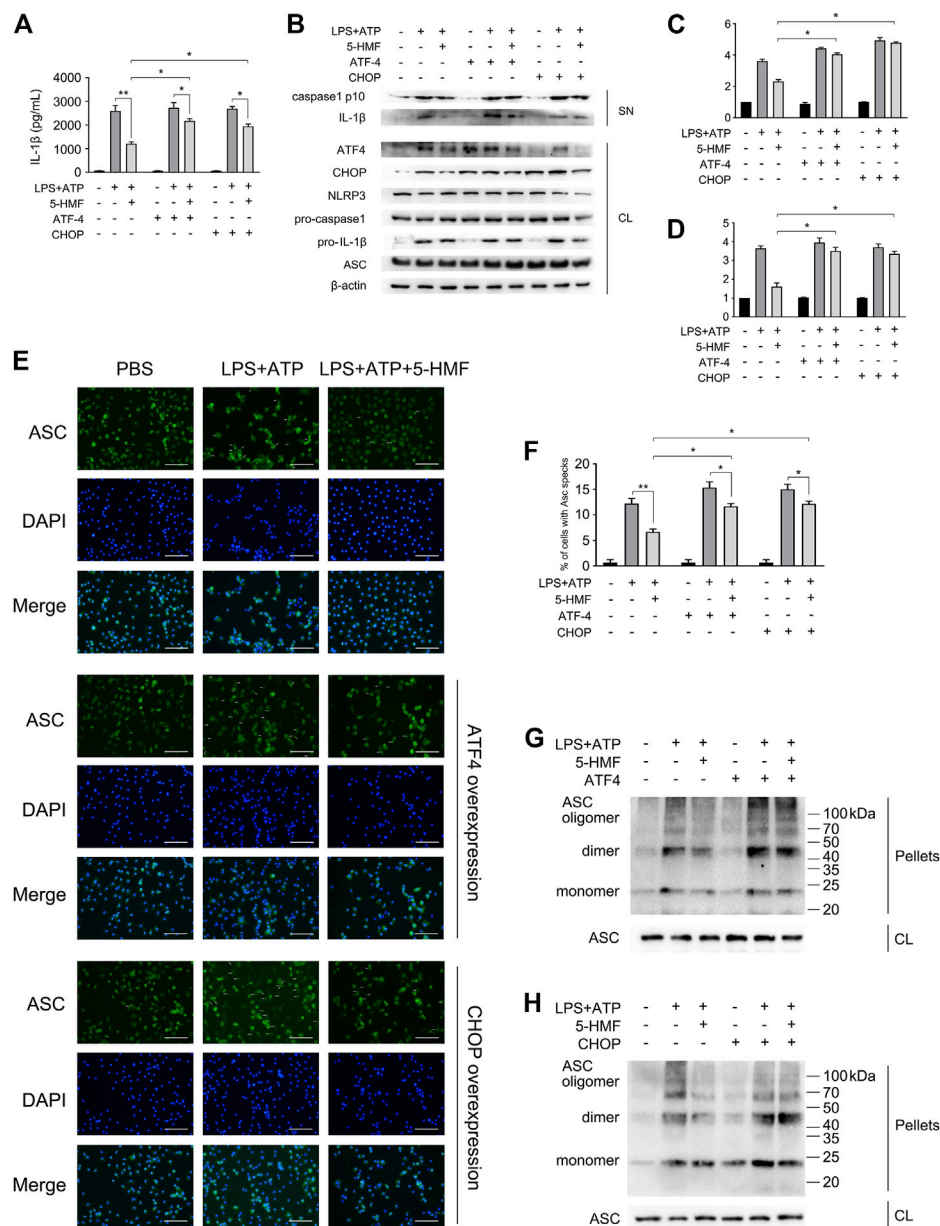 A
*
*
**
*
*
4000
3000
2000
1000
0
IL-1β (pg/mL)
LPS+ATP - + + - + + - + +
5-HMF - - + - - + - - +
ATF-4 - - - + + + - - -
CHOP - - - - - - + + +
B
LPS+ATP - + + - + + - + +
5-HMF - - + - - + - - +
ATF-4 - - - + + + - - -
CHOP - - - - - - + + +
caspase1 p10
IL-1β
SN
ATF4
CHOP
NLRP3
pro-caspase1
pro-IL-1β
ASC
β-actin
CL
C
*
*
6
4
2
0
LPS+ATP - + + - + + - + +
5-HMF - - + - - + - - +
ATF-4 - - - + + + - - -
CHOP - - - - - - + + +
D
*
*
5
4
3
2
1
0
LPS+ATP - + + - + + - + +
5-HMF - - + - - + - - +
ATF-4 - - - + + + - - -
CHOP - - - - - - + + +
E
PBS LPS+ATP LPS+ATP+5-HMF
ASC
DAPI
Merge
ASC
DAPI
Merge
ATF4 overexpression
ASC
DAPI
Merge
CHOP overexpression
F
*
*
**
*
*
20
15
10
5
0
% of cells with Asc specks
LPS+ATP - + + - + + - + +
5-HMF - - + - - + - - +
ATF-4 - - - + + + - - -
CHOP - - - - - - + + +
G
LPS+ATP - + + - + +
5-HMF - - + - - +
ATF4 - - - + + +
ASC
oligomer
dimer
monomer
100 kDa
70
50
40
35
25
20
Pellets
ASC
CL
H
LPS+ATP - + + - + +
5-HMF - - + - - +
CHOP - - - + + +
ASC
oligomer
dimer
monomer
100 kDa
70
50
40
35
25
20
Pellets
ASC
CL